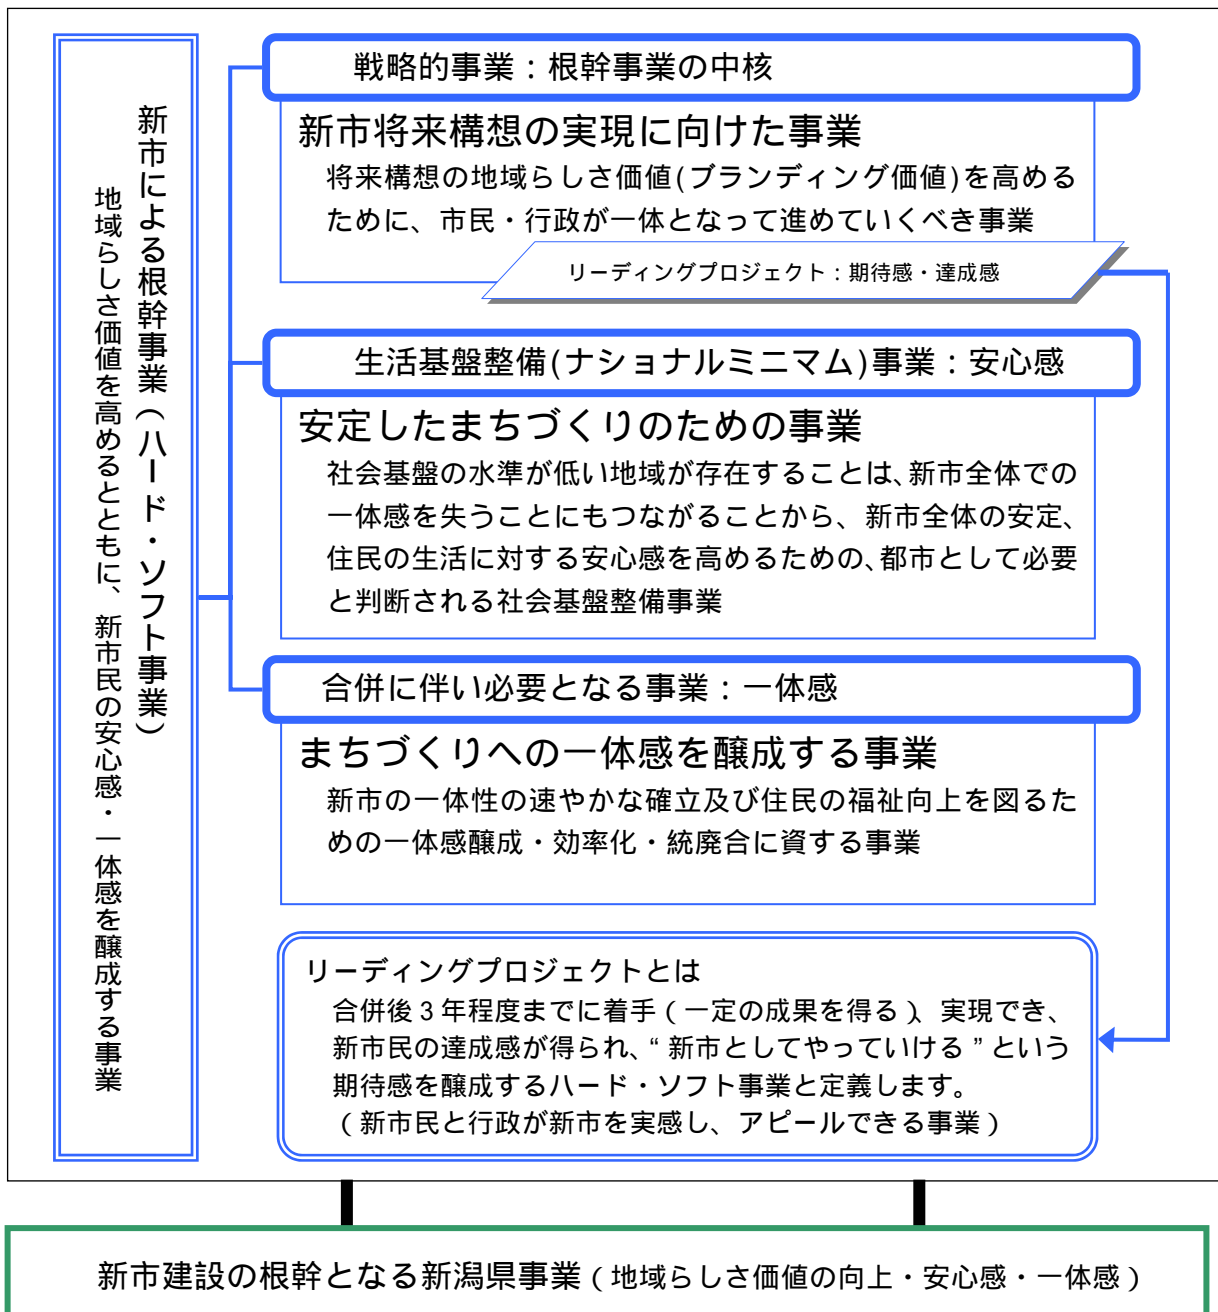 新市による根幹事業（ハード・ソフト事業）
地域らしさ価値を高めるとともに、新市民の安心感・一体感を醸成する事業
戦略的事業：根幹事業の中核
新市将来構想の実現に向けた事業
将来構想の地域らしさ価値(ブランディング価値)を高める
ために、市民・行政が一体となって進めていくべき事業
リーディングプロジェクト：期待感・達成感
生活基盤整備(ナショナルミニマム)事業：安心感
安定したまちづくりのための事業
社会基盤の水準が低い地域が存在することは、新市全体での
一体感を失うことにもつながることから、新市全体の安定、
住民の生活に対する安心感を高めるための、都市として必要
と判断される社会基盤整備事業
合併に伴い必要となる事業：一体感
まちづくりへの一体感を醸成する事業
新市の一体性の速やかな確立及び住民の福祉向上を図るた
めの一体感醸成・効率化・統廃合に資する事業
リーディングプロジェクトとは
合併後３年程度までに着手（一定の成果を得る）、実現でき、
新市民の達成感が得られ、“新市としてやっていける”という
期待感を醸成するハード・ソフト事業と定義します。
（新市民と行政が新市を実感し、アピールできる事業）
新市建設の根幹となる新潟県事業（地域らしさ価値の向上・安心感・一体感）